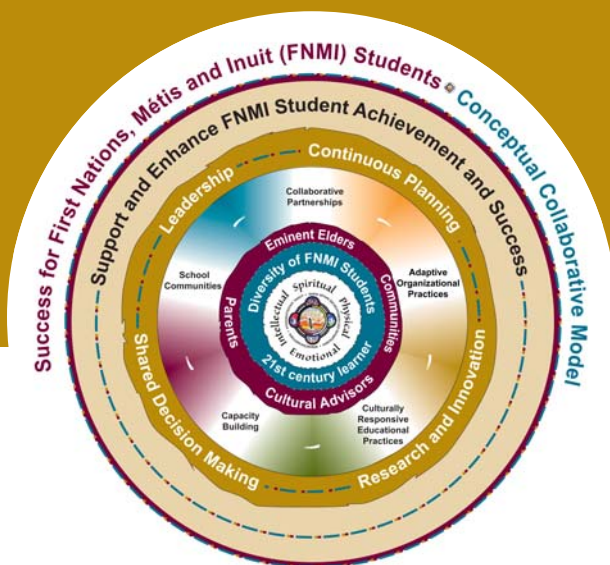 Success for First Nations, Métis and Inuit (FNMI) Students
Conceptual Collaborative Model
Support and Enhance FNMI Student Achievement and Success
Leadership
Continuous Planning
Shared Decision Making
Research and Innovation
Collaborative
Partnerships
School
Communities
Adaptive
Organizational
Practices
Capacity
Building
Culturally
Responsive
Educational
Practices
Eminent Elders
Parents
Communities
Cultural Advisors
Diversity of FNMI Students
21st century learner
Intellectual
Spiritual
Physical
Emotional